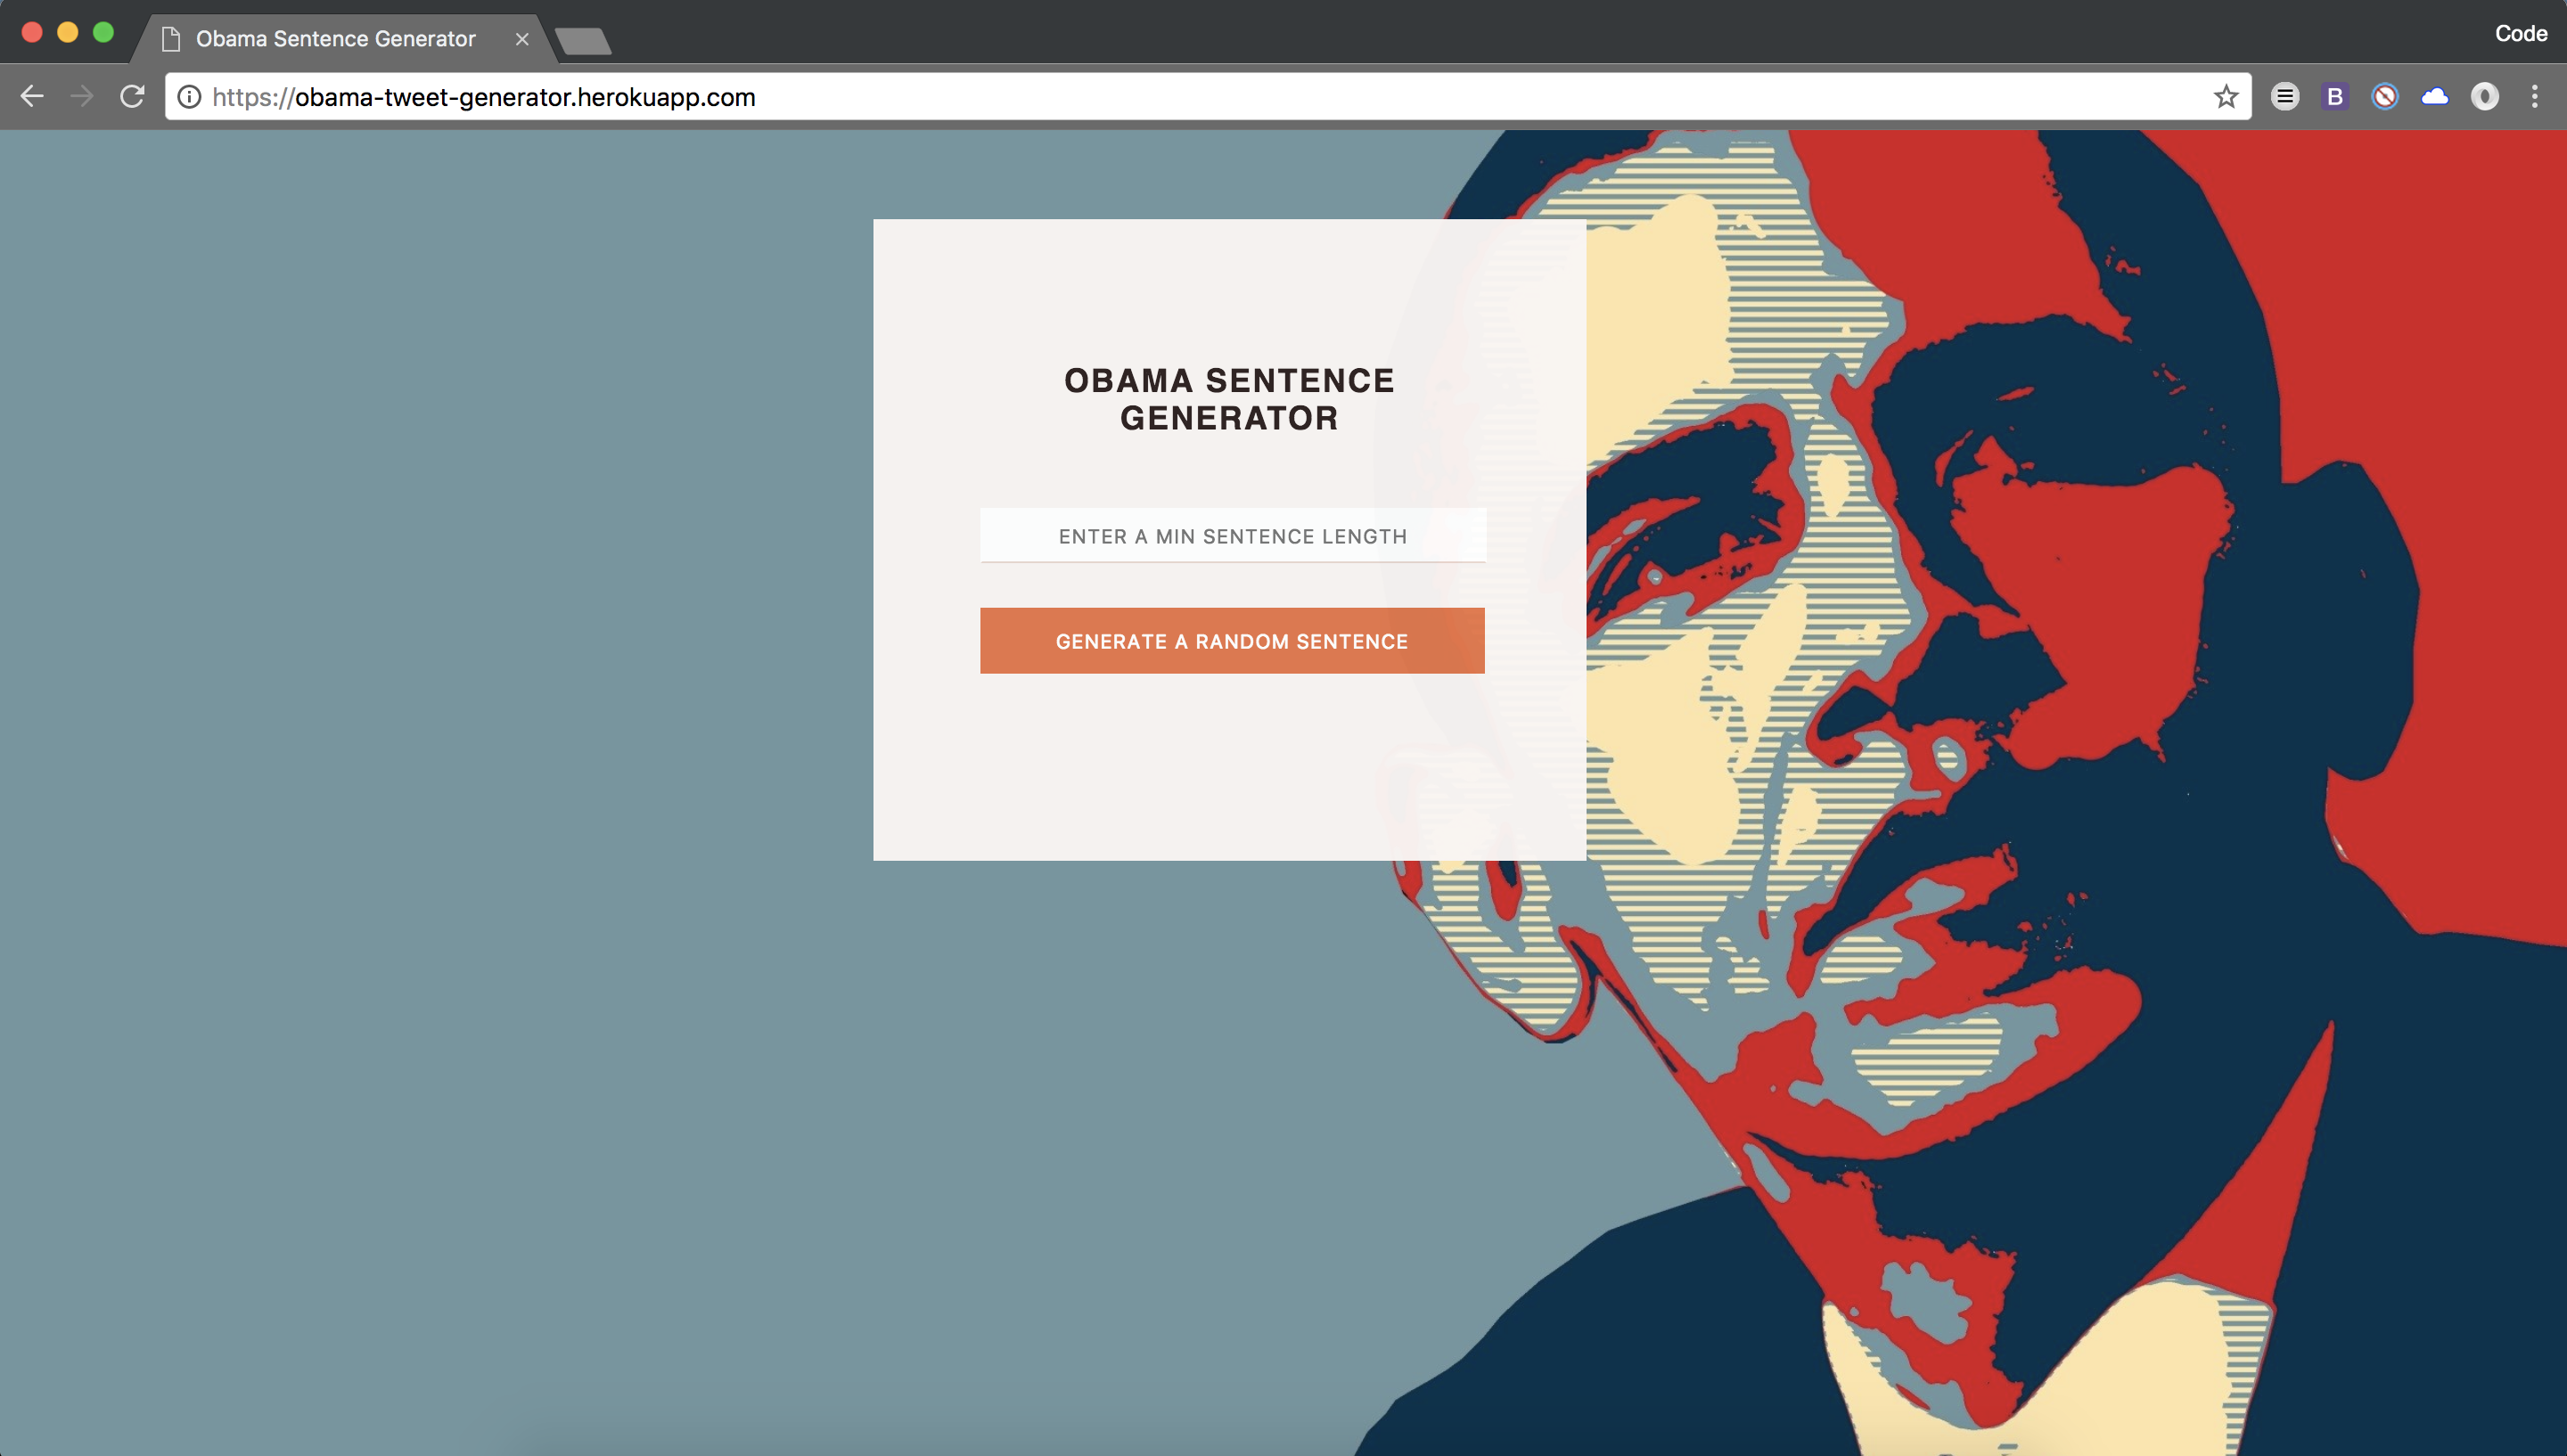 Obama Sentence Generator
Code
https://obama-tweet-generator.herokuapp.com
B
OBAMA SENTENCE
GENERATOR
ENTER A MIN SENTENCE LENGTH
GENERATE A RANDOM SENTENCE